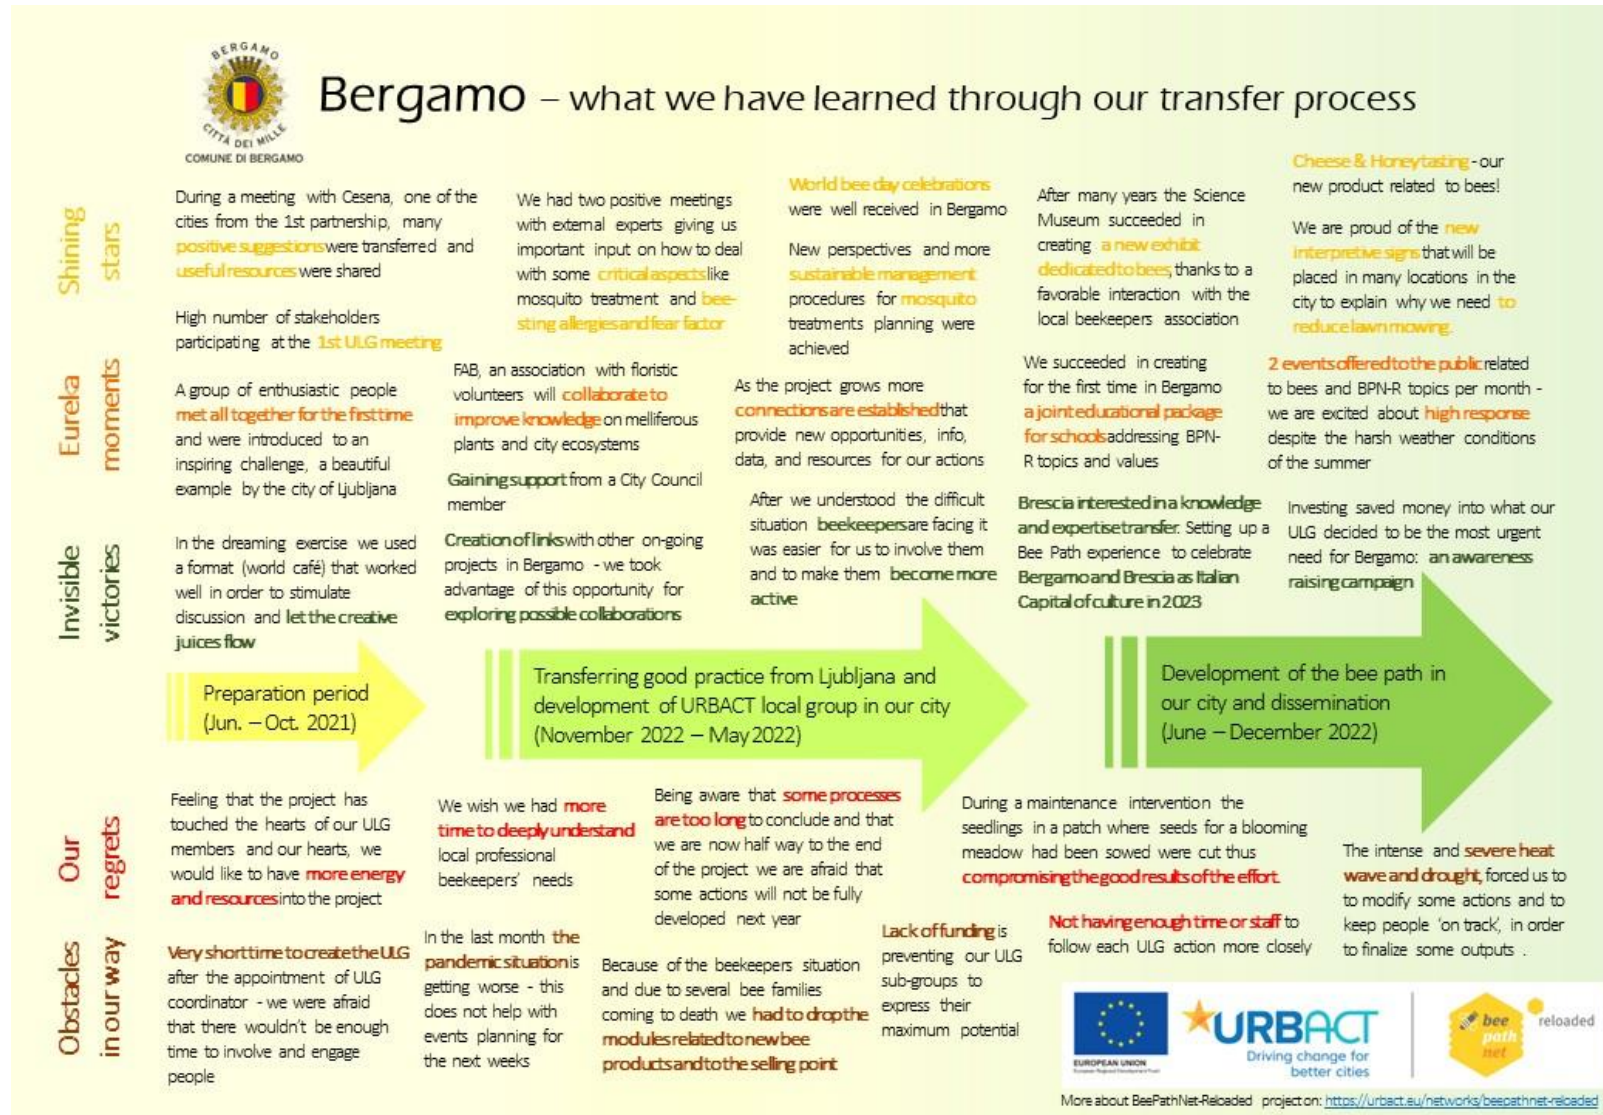 BERGAMO
CITTÀ DEI MILLE
COMUNE DI BERGAMO
Bergamo – what we have learned through our transfer process
Shining
stars
During a meeting with Cesena, one of the
cities from the 1st partnership, many
positive suggestions were transferred and
useful resources were shared
High number of stakeholders
participating at the 1st ULG meeting
We had two positive meetings
with external experts giving us
important input on how to deal
with some critical aspects like
mosquito treatment and bee-
sting allergies and fear factor
World bee day celebrations
were well received in Bergamo
New perspectives and more
sustainable management
procedures for mosquito
treatments planning were
achieved
After many years the Science
Museum succeeded in
creating a new exhibit
dedicated to bees, thanks to a
favorable interaction with the
local beekeepers association
Cheese & Honey tasting - our
new product related to bees!
We are proud of the new
interpretive signs that will be
placed in many locations in the
city to explain why we need to
reduce lawn mowing.
Eureka
moments
A group of enthusiastic people
met all together for the first time
and were introduced to an
inspiring challenge, a beautiful
example by the city of Ljubljana
FAB, an association with floristic
volunteers will collaborate to
improve knowledge on melliferous
plants and city ecosystems
As the project grows more
connections are established that
provide new opportunities, info,
data, and resources for our actions
We succeeded in creating
for the first time in Bergamo
a joint educational package
for schools addressing BPN-
R topics and values
2 events offered to the public related
to bees and BPN-R topics per month -
we are excited about high response
despite the harsh weather conditions
of the summer
Invisible
victories
In the dreaming exercise we used
a format (world café) that worked
well in order to stimulate
discussion and let the creative
juices flow
Gaining support from a City Council
member
Creation of links with other on-going
projects in Bergamo - we took
advantage of this opportunity for
exploring possible collaborations
After we understood the difficult
situation beekeepers are facing it
was easier for us to involve them
and to make them become more
active
Brescia interested in a knowledge
and expertise transfer. Setting up a
Bee Path experience to celebrate
Bergamo and Brescia as Italian
Capital of culture in 2023
Investing saved money into what our
ULG decided to be the most urgent
need for Bergamo: an awareness
raising campaign
Preparation period
(Jun. – Oct. 2021)
Transferring good practice from Ljubljana and
development of URBACT local group in our city
(November 2022 – May 2022)
Development of the bee path in
our city and dissemination
(June – December 2022)
Our
regrets
Feeling that the project has
touched the hearts of our ULG
members and our hearts, we
would like to have more energy
and resources into the project
We wish we had more
time to deeply understand
local professional
beekeepers' needs
Being aware that some processes
are too long to conclude and that
we are now half way to the end
of the project we are afraid that
some actions will not be fully
developed next year
During a maintenance intervention the
seedlings in a patch where seeds for a blooming
meadow had been sowed were cut thus
compromising the good results of the effort.
Not having enough time or staff to
follow each ULG action more closely
Obstacles
in our way
Very short time to create the ULG
after the appointment of ULG
coordinator - we were afraid
that there wouldn't be enough
time to involve and engage
people
In the last month the
pandemic situation is
getting worse - this
does not help with
events planning for
the next weeks
Because of the beekeepers situation
and due to several bee families
coming to death we had to drop the
modules related to new bee
products and to the selling point
Lack of funding is
preventing our ULG
sub-groups to
express their
maximum potential
The intense and severe heat
wave and drought, forced us to
to modify some actions and to
keep people 'on track', in order
to finalize some outputs .
EUROPEAN UNION
European Regional Development Fund
URBACT
Driving change for
better cities
bee
path
net
reloaded
More about BeePathNet-Reloaded project on: https://urbact.eu/networks/beepathnet-reloaded